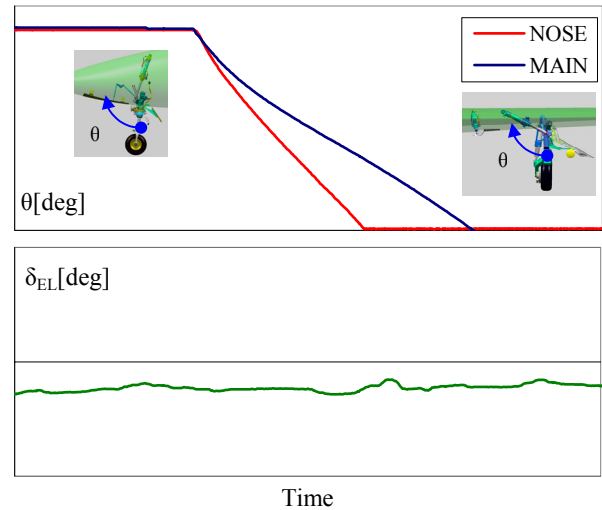 NOSE
MAIN
θ
θ
θ[deg]
δEL[deg]
Time